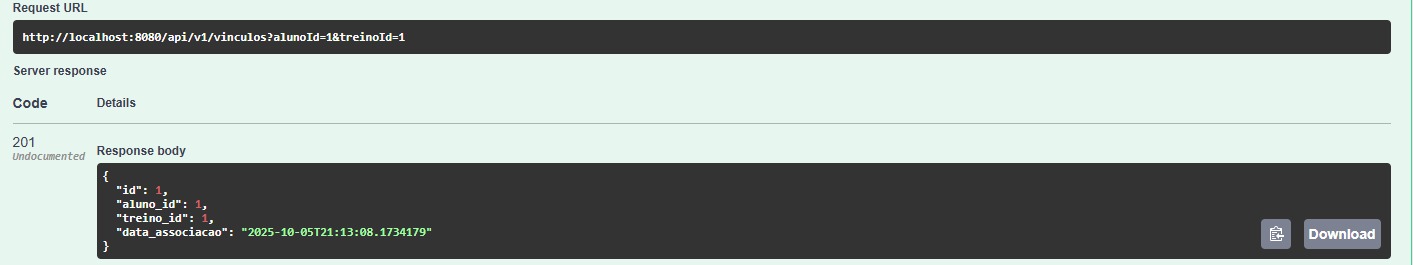 Request URL
http://localhost:8080/api/v1/vinculos?alunoId=1&treinoId=1
Server response
Code Details
201
Undocumented
Response body
{
  "id": 1,
  "aluno_id": 1,
  "treino_id": 1,
  "data_associacao": "2025-10-05T21:13:08.1734179"
}
Download